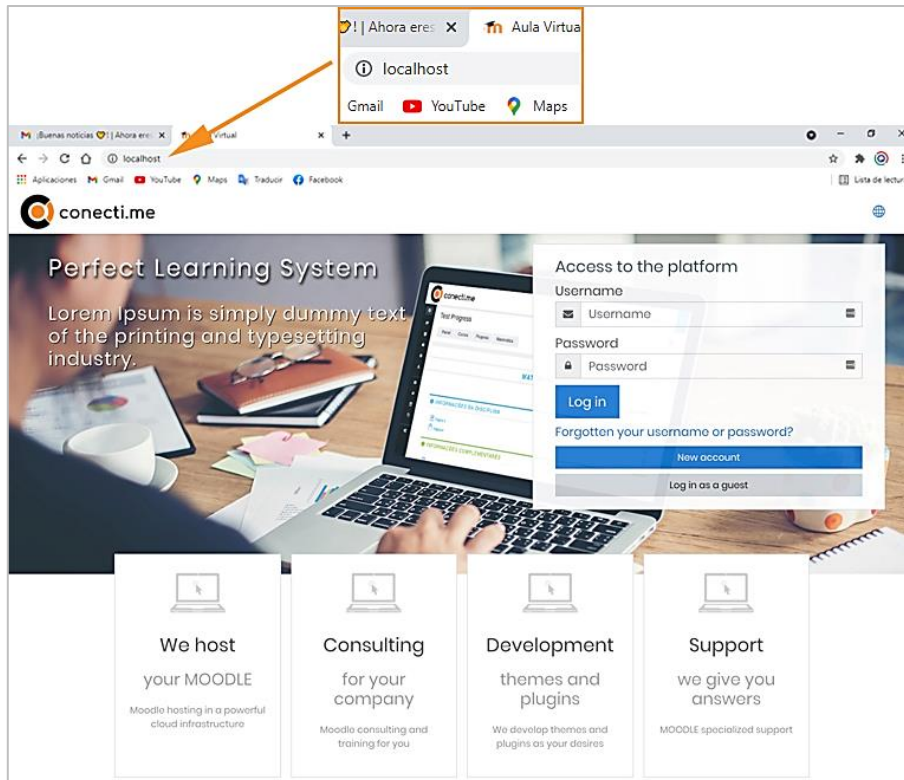 ! | Ahora eres
Aula Virtua
localhost
Gmail YouTube Maps
¡Buenas noticias ! | Ahora eres
Virtual
localhost
Aplicaciones Gmail YouTube Maps Traducir Facebook
Lista de lectur
conecti.me
Perfect Learning System
Lorem Ipsum is simply dummy text
of the printing and typesetting
industry.
conecti.me
Test Progress
Access to the platform
Username
Username
Password
Password
Log in
Forgotten your username or password?
New account
Log in as a guest
We host
your MOODLE
Moodle hosting in a powerful
cloud infrastructure
Consulting
for your
company
Moodle consulting and
training for you
Development
themes and
plugins
We develop themes and
plugins as your desires
Support
we give you
answers
MOODLE specialized support